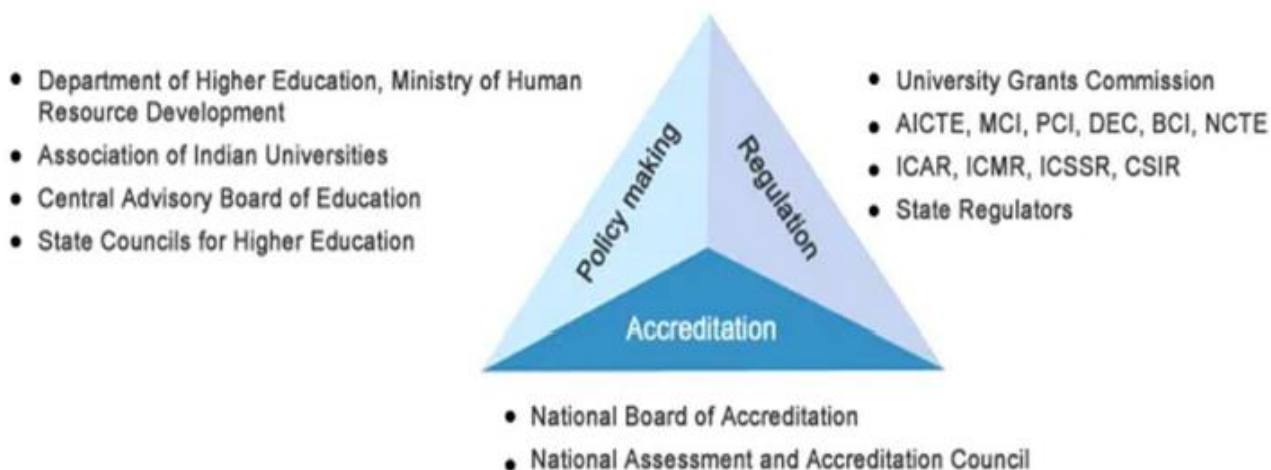 • Department of Higher Education, Ministry of Human
Resource Development
• Association of Indian Universities
• Central Advisory Board of Education
• State Councils for Higher Education
Policy making
Regulation
Accreditation
• University Grants Commission
• AICTE, MCI, PCI, DEC, BCI, NCTE
• ICAR, ICMR, ICSSR, CSIR
• State Regulators
• National Board of Accreditation
• National Assessment and Accreditation Council